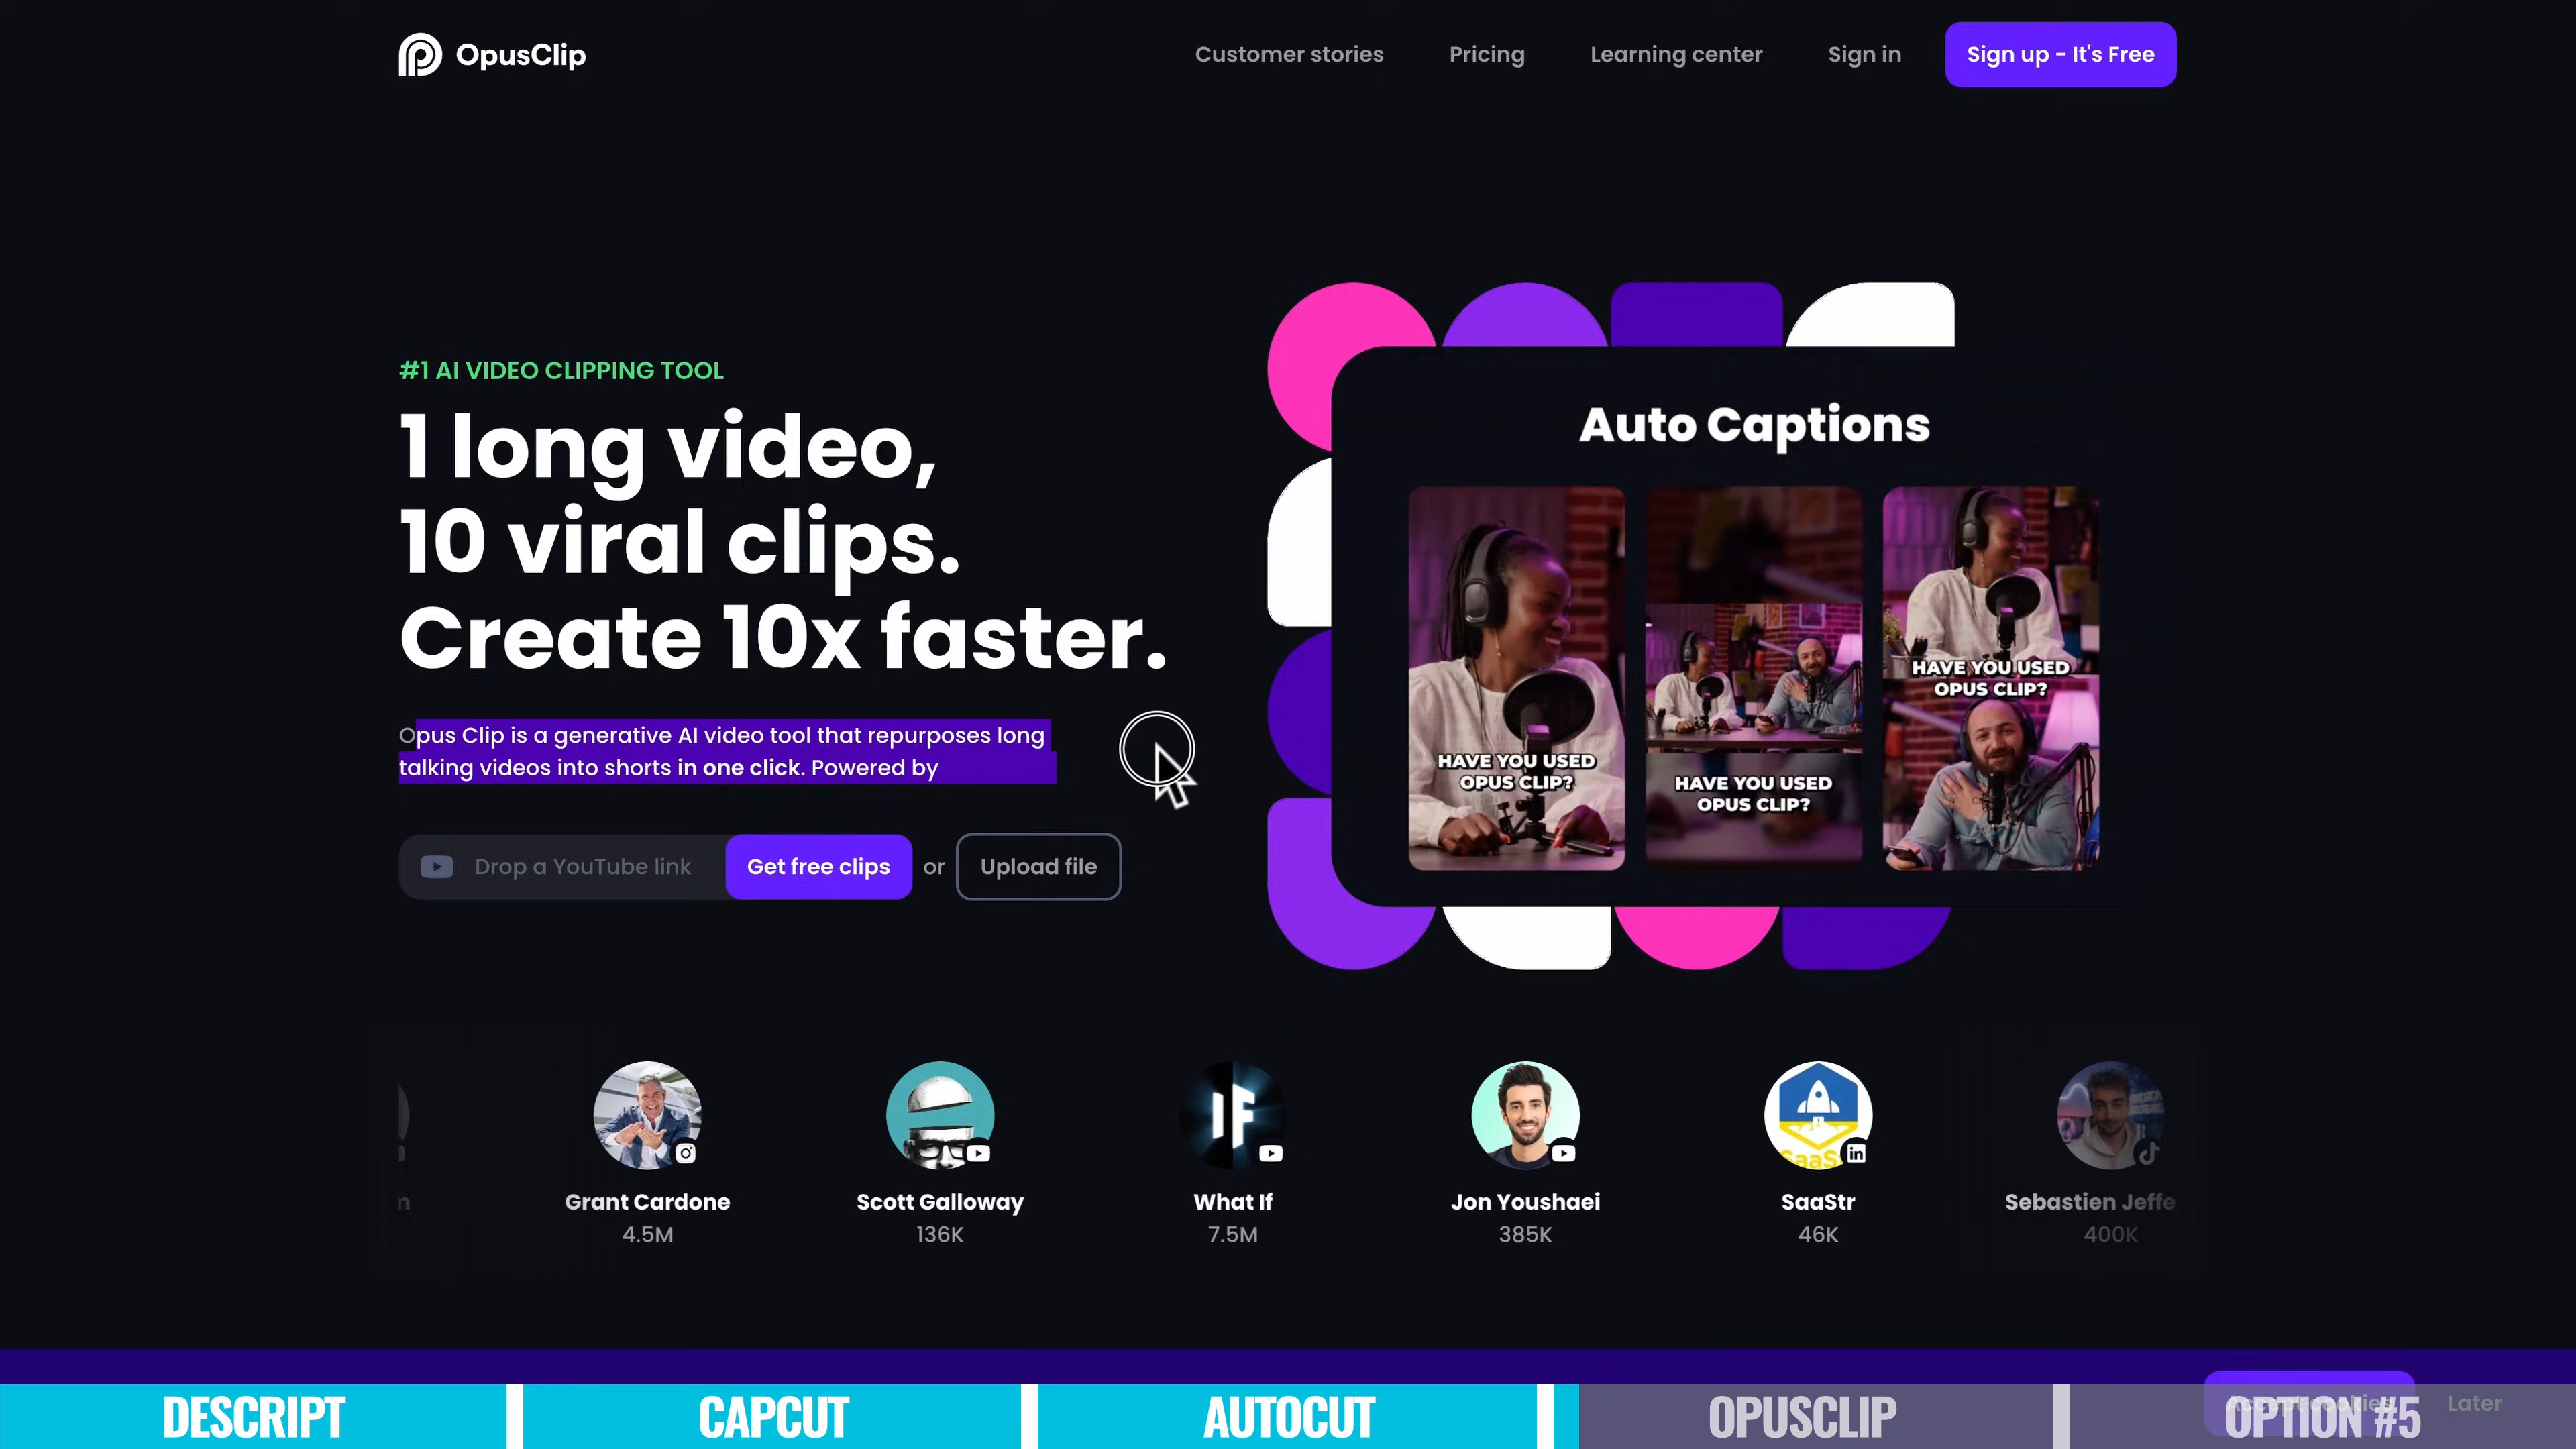 OpusClip
Customer stories
Pricing
Learning center
Sign in
Sign up - It's Free
#1 AI VIDEO CLIPPING TOOL
1 long video,
10 viral clips.
Create 10x faster.
Opus Clip is a generative AI video tool that repurposes long
talking videos into shorts in one click. Powered by
Drop a YouTube link
Get free clips
or
Upload file
Auto Captions
HAVE YOU USED
OPUS CLIP?
HAVE YOU USED
OPUS CLIP?
HAVE YOU USED
OPUS CLIP?
Grant Cardone
4.5M
Scott Galloway
136K
What If
7.5M
Jon Youshaei
385K
SaaStr
46K
Sebastien Jeffe
400K
Accept cookies
Later
DESCRIPT
CAPCUT
AUTOCUT
OPUSCLIP
OPTION #5